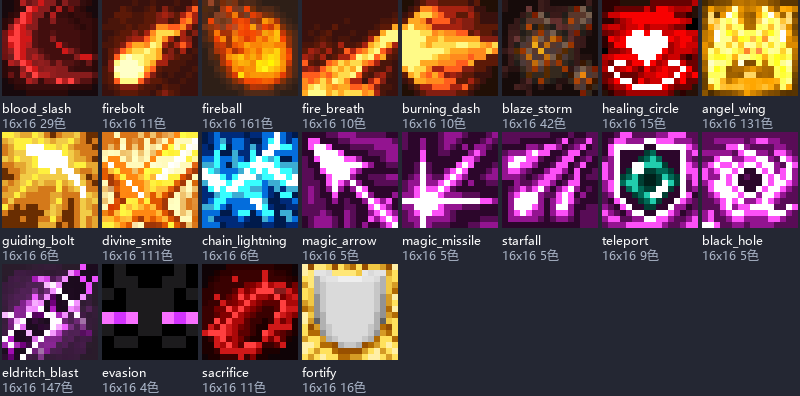 blood_slash firebolt fireball fire_breath burning_dash blaze_storm healing_circle angel_wing
16x16 29色 16x16 11色 16x16 161色 16x16 10色 16x16 10色 16x16 42色 16x16 15色 16x16 131色
guiding_bolt divine_smite chain_lightning magic_arrow magic_missile starfall teleport black_hole
16x16 6色 16x16 111色 16x16 6色 16x16 5色 16x16 5色 16x16 5色 16x16 9色 16x16 5色
eldritch_blast evasion sacrifice fortify
16x16 147色 16x16 4色 16x16 11色 16x16 16色